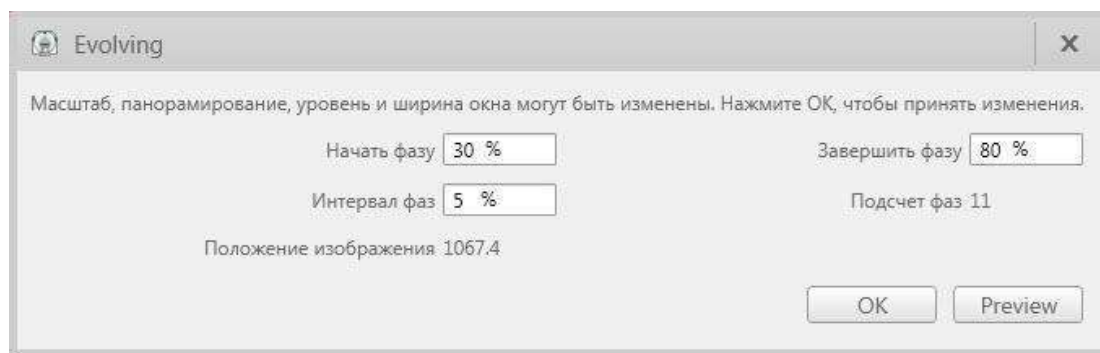 Evolving
Масштаб, панорамирование, уровень и ширина окна могут быть изменены. Нажмите ОК, чтобы принять изменения.
Начать фазу 30 % Завершить фазу 80 %
Интервал фаз 5 % Подсчет фаз 11
Положение изображения 1067.4
OK Preview